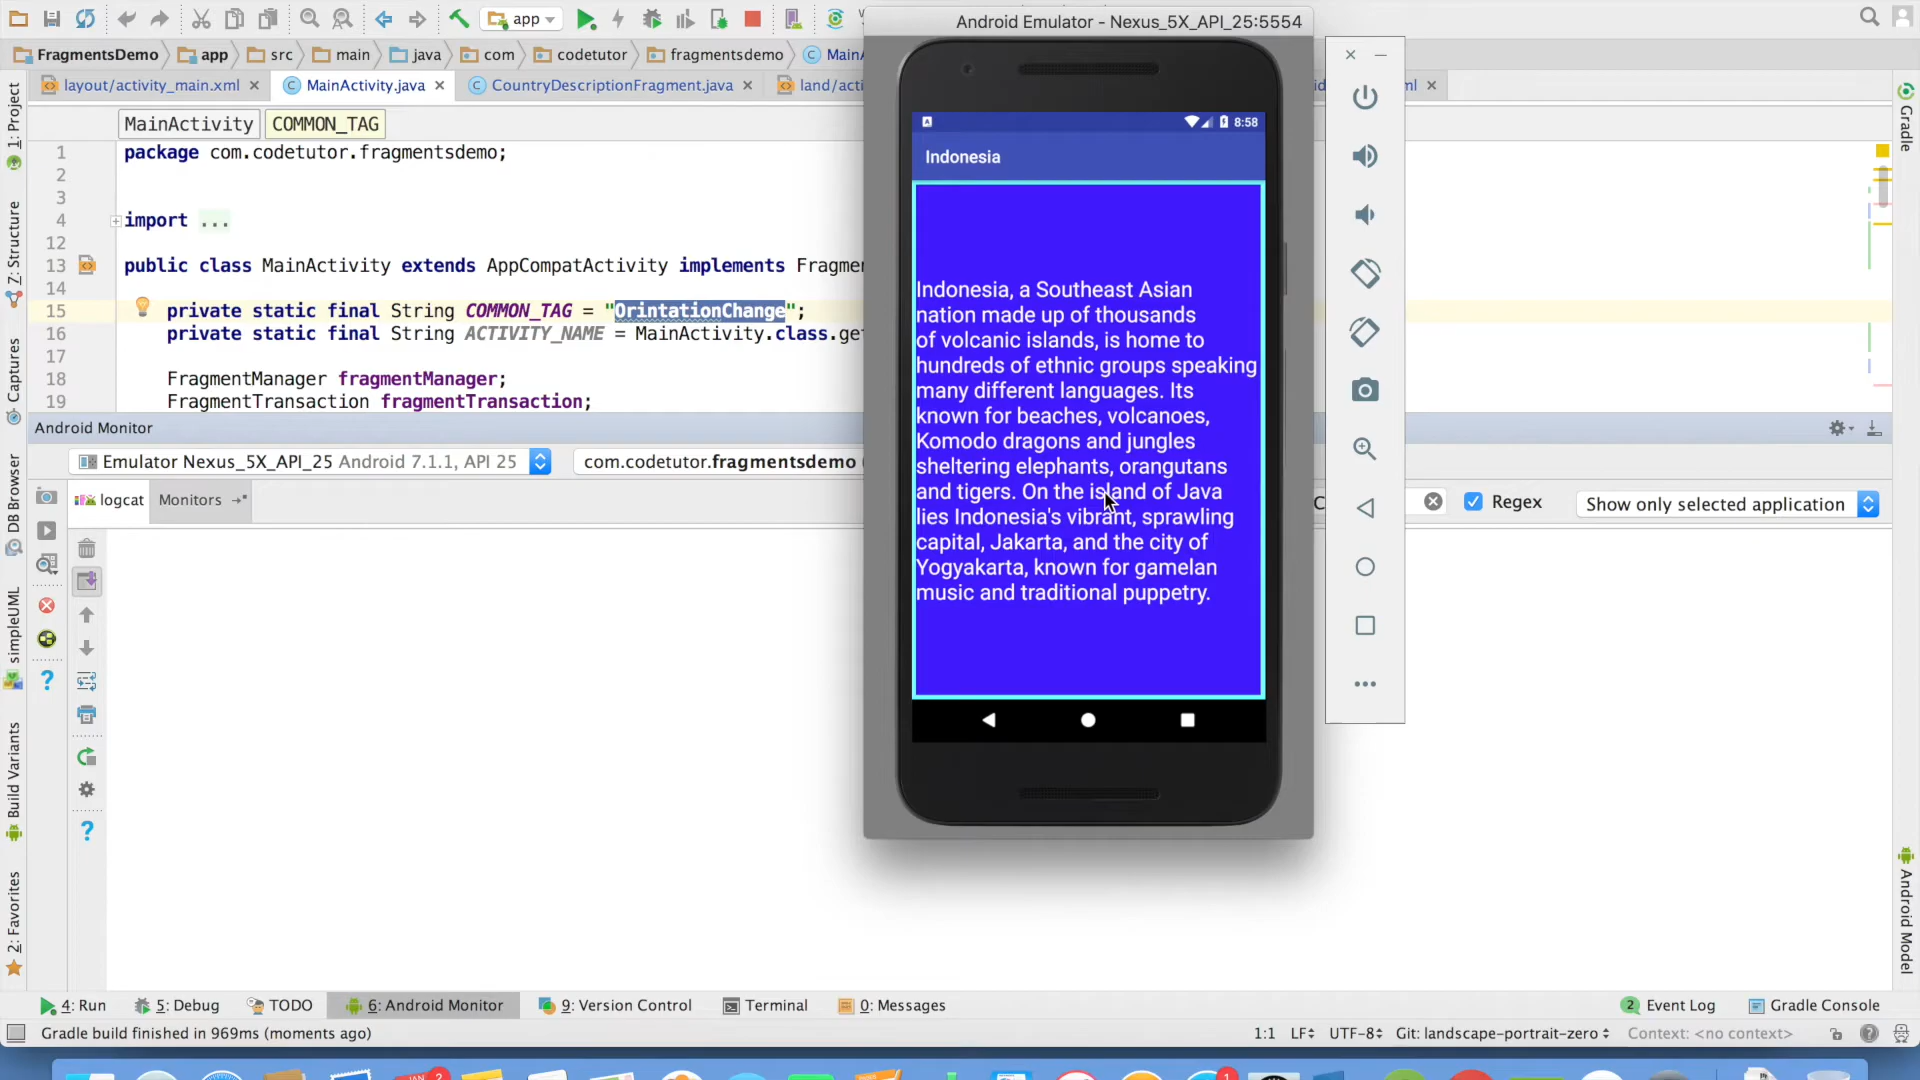 app
Android Emulator - Nexus_5X_API_25:5554
FragmentsDemo app src main java com codetutor fragmentsdemo MainA
layout/activity_main.xml MainActivity.java CountryDescriptionFragment.java land/acti ml
MainActivity COMMON_TAG
1 package com.codetutor.fragmentsdemo;
2
3
4 import ...
12
13 public class MainActivity extends AppCompatActivity implements Fragme
14
15 private static final String COMMON_TAG = "OrintationChange";
16 private static final String ACTIVITY_NAME = MainActivity.class.ge
17
18 FragmentManager fragmentManager;
19 FragmentTransaction fragmentTransaction;
Android Monitor
Emulator Nexus_5X_API_25 Android 7.1.1, API 25 com.codetutor.fragmentsdemo
logcat Monitors Regex Show only selected application
8:58
Indonesia
Indonesia, a Southeast Asian
nation made up of thousands
of volcanic islands, is home to
hundreds of ethnic groups speaking
many different languages. Its
known for beaches, volcanoes,
Komodo dragons and jungles
sheltering elephants, orangutans
and tigers. On the island of Java
lies Indonesia's vibrant, sprawling
capital, Jakarta, and the city of
Yogyakarta, known for gamelan
music and traditional puppetry.
1: Project
Z: Structure
Captures
DB Browser
simpleUML
Build Variants
2: Favorites
Gradle
Android Model
4: Run 5: Debug TODO 6: Android Monitor 9: Version Control Terminal 0: Messages 2 Event Log Gradle Console
Gradle build finished in 969ms (moments ago) 1:1 LF UTF-8 Git: landscape-portrait-zero Context: <no context>